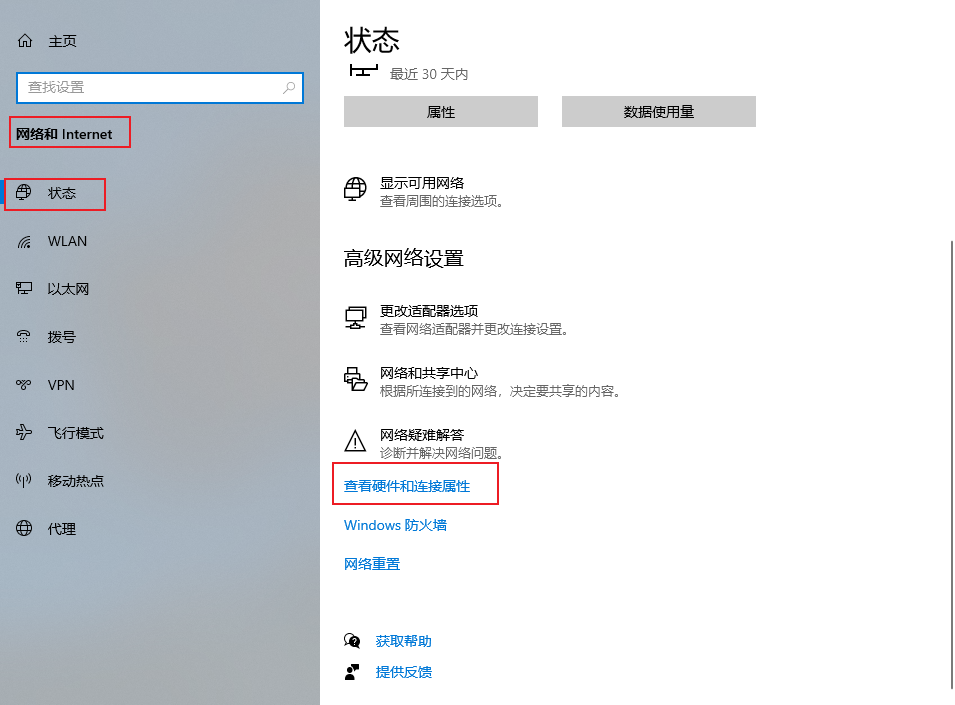 主页
查找设置
网络和 Internet
状态
WLAN
以太网
拨号
VPN
飞行模式
移动热点
代理
状态
最近 30 天内
属性
数据使用量
显示可用网络
查看周围的连接选项。
高级网络设置
更改适配器选项
查看网络适配器并更改连接设置。
网络和共享中心
根据所连接到的网络，决定要共享的内容。
网络疑难解答
诊断并解决网络问题。
查看硬件和连接属性
Windows 防火墙
网络重置
获取帮助
提供反馈